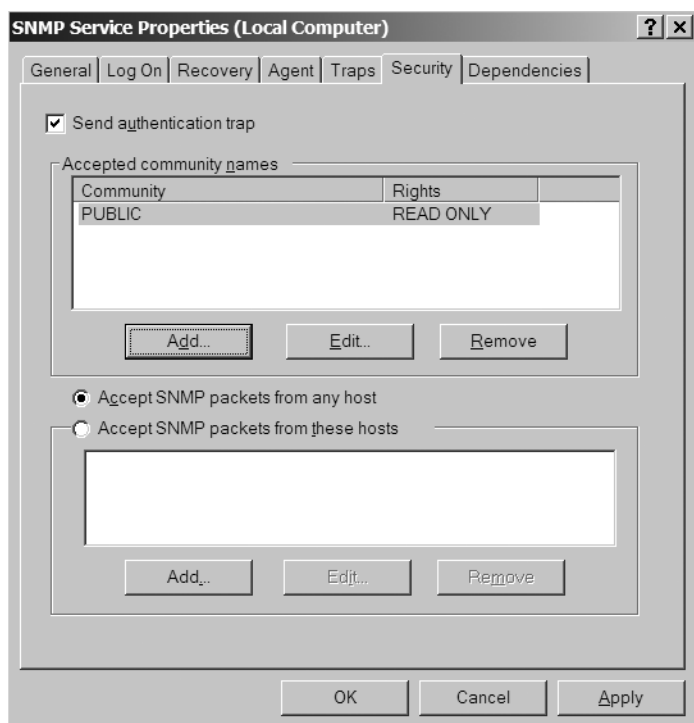 SNMP Service Properties (Local Computer)
General Log On Recovery Agent Traps Security Dependencies
Send authentication trap
Accepted community names
Community Rights
PUBLIC READ ONLY
Add... Edit... Remove
Accept SNMP packets from any host
Accept SNMP packets from these hosts
Add... Edit... Remove
OK Cancel Apply